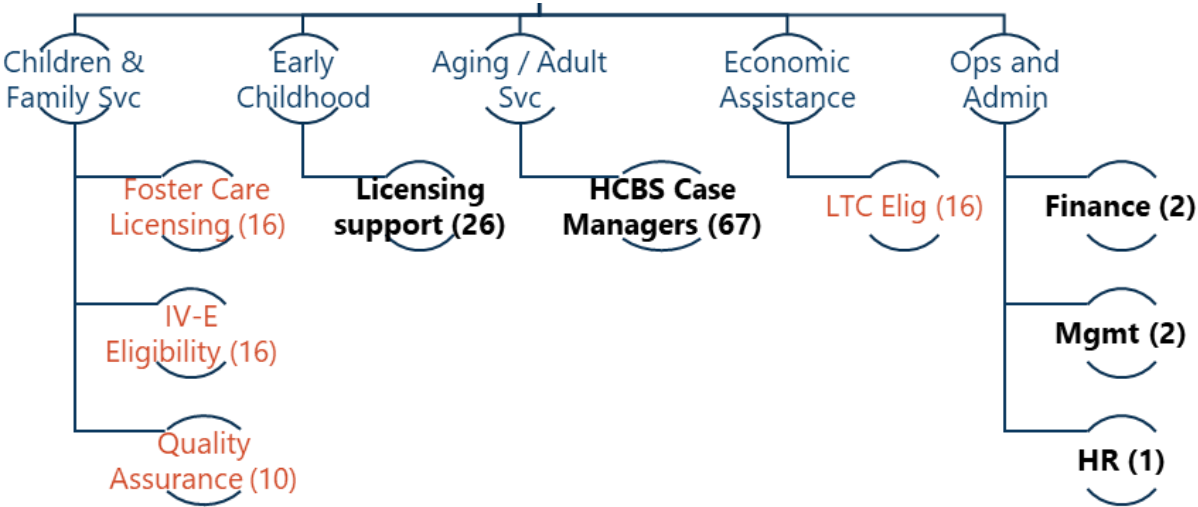 Children &
Family Svc
Early
Childhood
Aging / Adult
Svc
Economic
Assistance
Ops and
Admin
Foster Care
Licensing (16)
Licensing
support (26)
HCBS Case
Managers (67)
LTC Elig (16)
Finance (2)
IV-E
Eligibility (16)
Mgmt (2)
Quality
Assurance (10)
HR (1)